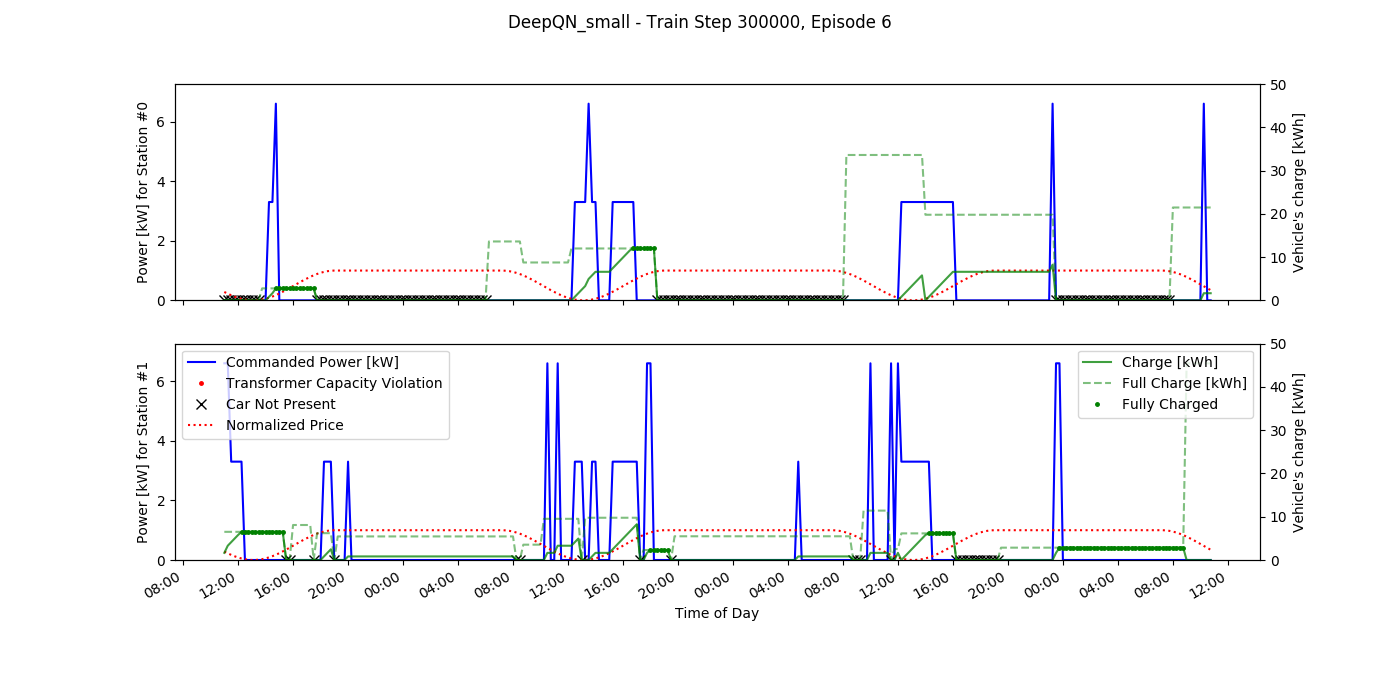 DeepQN_small - Train Step 300000, Episode 6
Power [kW] for Station #0
6
4
2
0
50
40
30
20
10
0
Vehicle's charge [kWh]
Power [kW] for Station #1
6
4
2
0
Commanded Power [kW]
Transformer Capacity Violation
Car Not Present
Normalized Price
Charge [kWh]
Full Charge [kWh]
Fully Charged
50
40
30
20
10
0
Vehicle's charge [kWh]
08:00 12:00 16:00 20:00 00:00 04:00 08:00 12:00 16:00 20:00 00:00 04:00 08:00 12:00 16:00 20:00 00:00 04:00 08:00 12:00
Time of Day